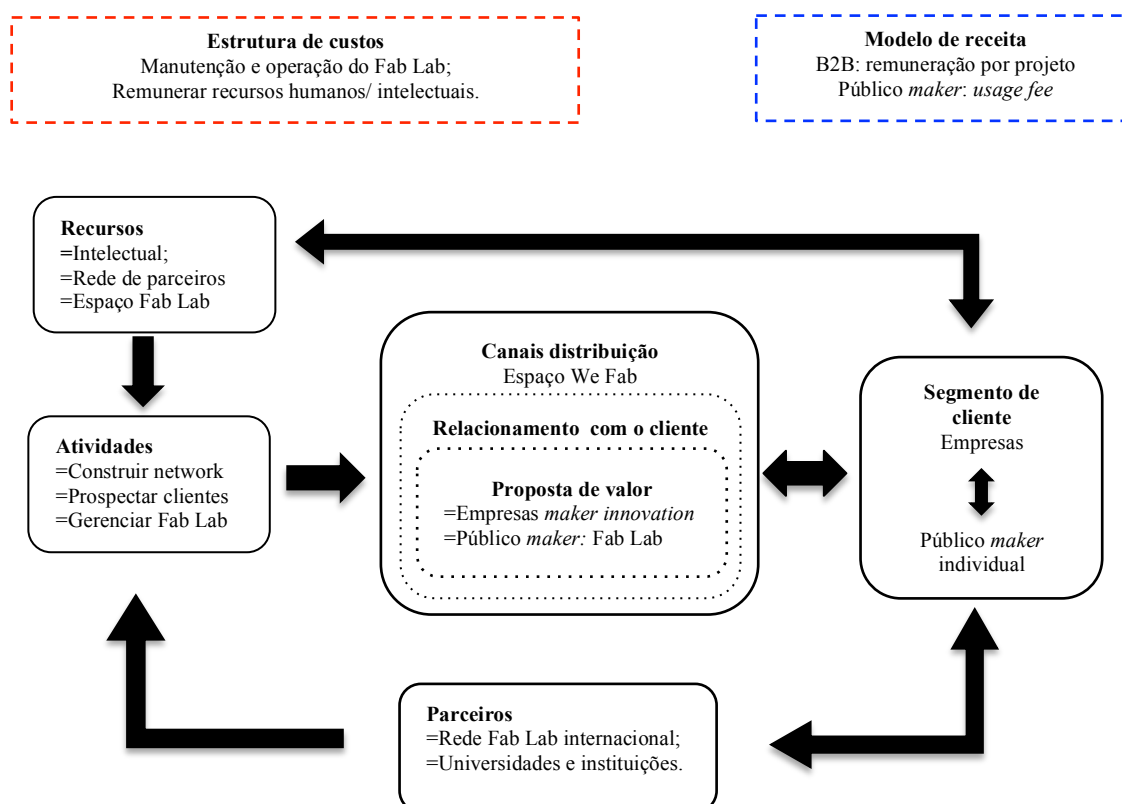 Estrutura de custos
Manutenção e operação do Fab Lab;
Remunerar recursos humanos/ intelectuais.
Modelo de receita
B2B: remuneração por projeto
Público maker: usage fee
Recursos
=Intelectual;
=Rede de parceiros
=Espaço Fab Lab
Atividades
=Construir network
=Prospectar clientes
=Gerenciar Fab Lab
Canais distribuição
Espaço We Fab
Relacionamento com o cliente
Proposta de valor
=Empresas maker innovation
=Público maker: Fab Lab
Segmento de
cliente
Empresas
Público maker
individual
Parceiros
=Rede Fab Lab internacional;
=Universidades e instituições.